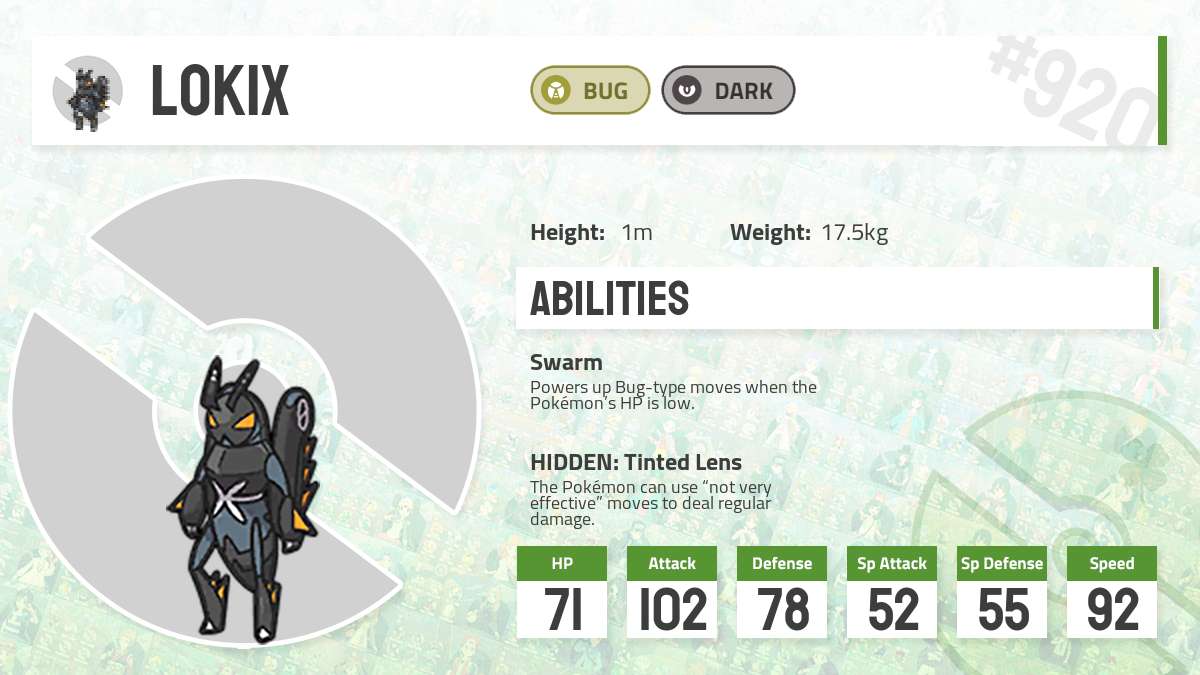 LOKIX
BUG
DARK
#920
Height: 1m
Weight: 17.5kg
ABILITIES
Swarm
Powers up Bug-type moves when the
Pokémon's HP is low.
HIDDEN: Tinted Lens
The Pokémon can use “not very
effective” moves to deal regular
damage.
HP
Attack
Defense
Sp Attack
Sp Defense
Speed
71
102
78
52
55
92